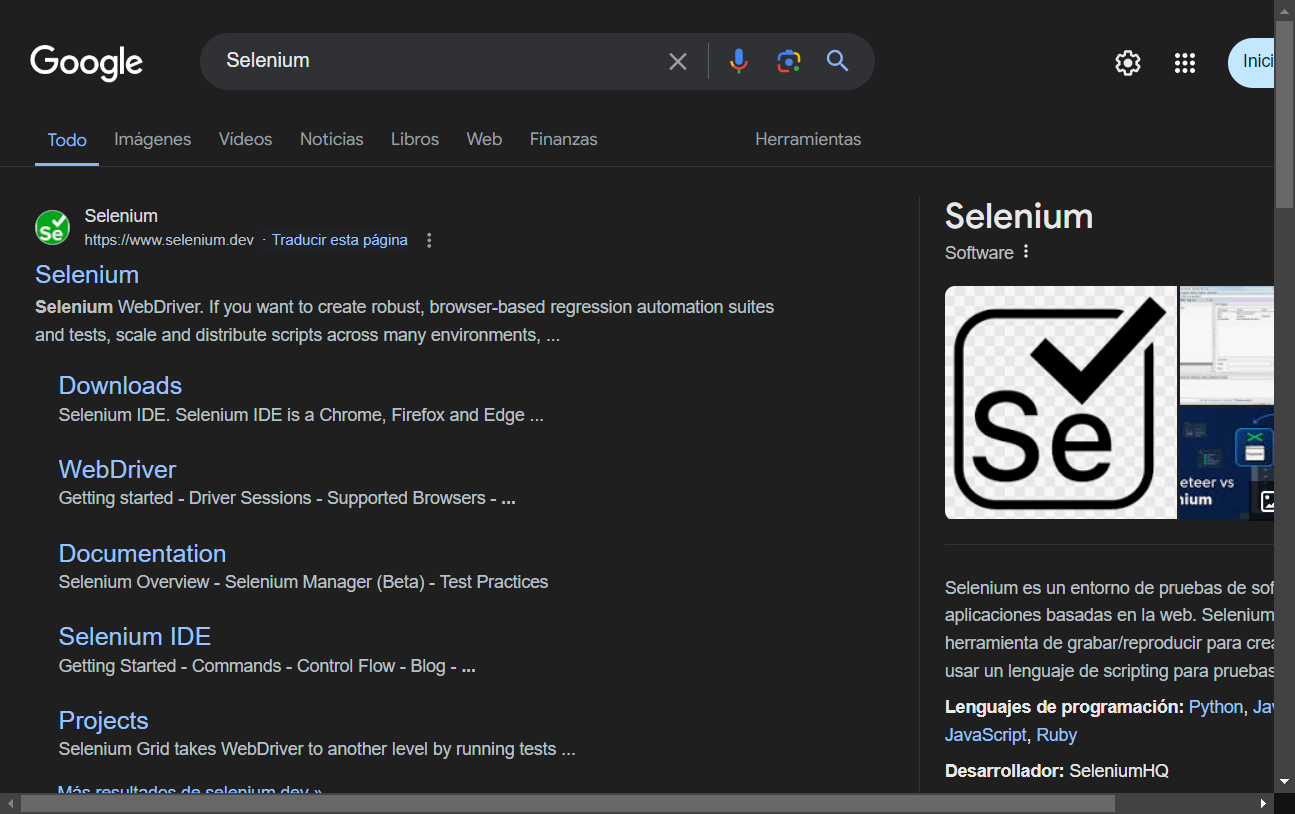 Google
Selenium
Inici
Todo
Imágenes
Vídeos
Noticias
Libros
Web
Finanzas
Herramientas
Se
Selenium
https://www.selenium.dev · Traducir esta página
Selenium
Selenium WebDriver. If you want to create robust, browser-based regression automation suites
and tests, scale and distribute scripts across many environments, ...
Downloads
Selenium IDE. Selenium IDE is a Chrome, Firefox and Edge ...
WebDriver
Getting started - Driver Sessions - Supported Browsers - ...
Documentation
Selenium Overview - Selenium Manager (Beta) - Test Practices
Selenium IDE
Getting Started - Commands - Control Flow - Blog - ...
Projects
Selenium Grid takes WebDriver to another level by running tests ...
Más resultados de selenium.dev »
Selenium
Software
Se
eteer vs
nium
Selenium es un entorno de pruebas de sof
aplicaciones basadas en la web. Selenium
herramienta de grabar/reproducir para crea
usar un lenguaje de scripting para pruebas
Lenguajes de programación: Python, Jav
JavaScript, Ruby
Desarrollador: SeleniumHQ